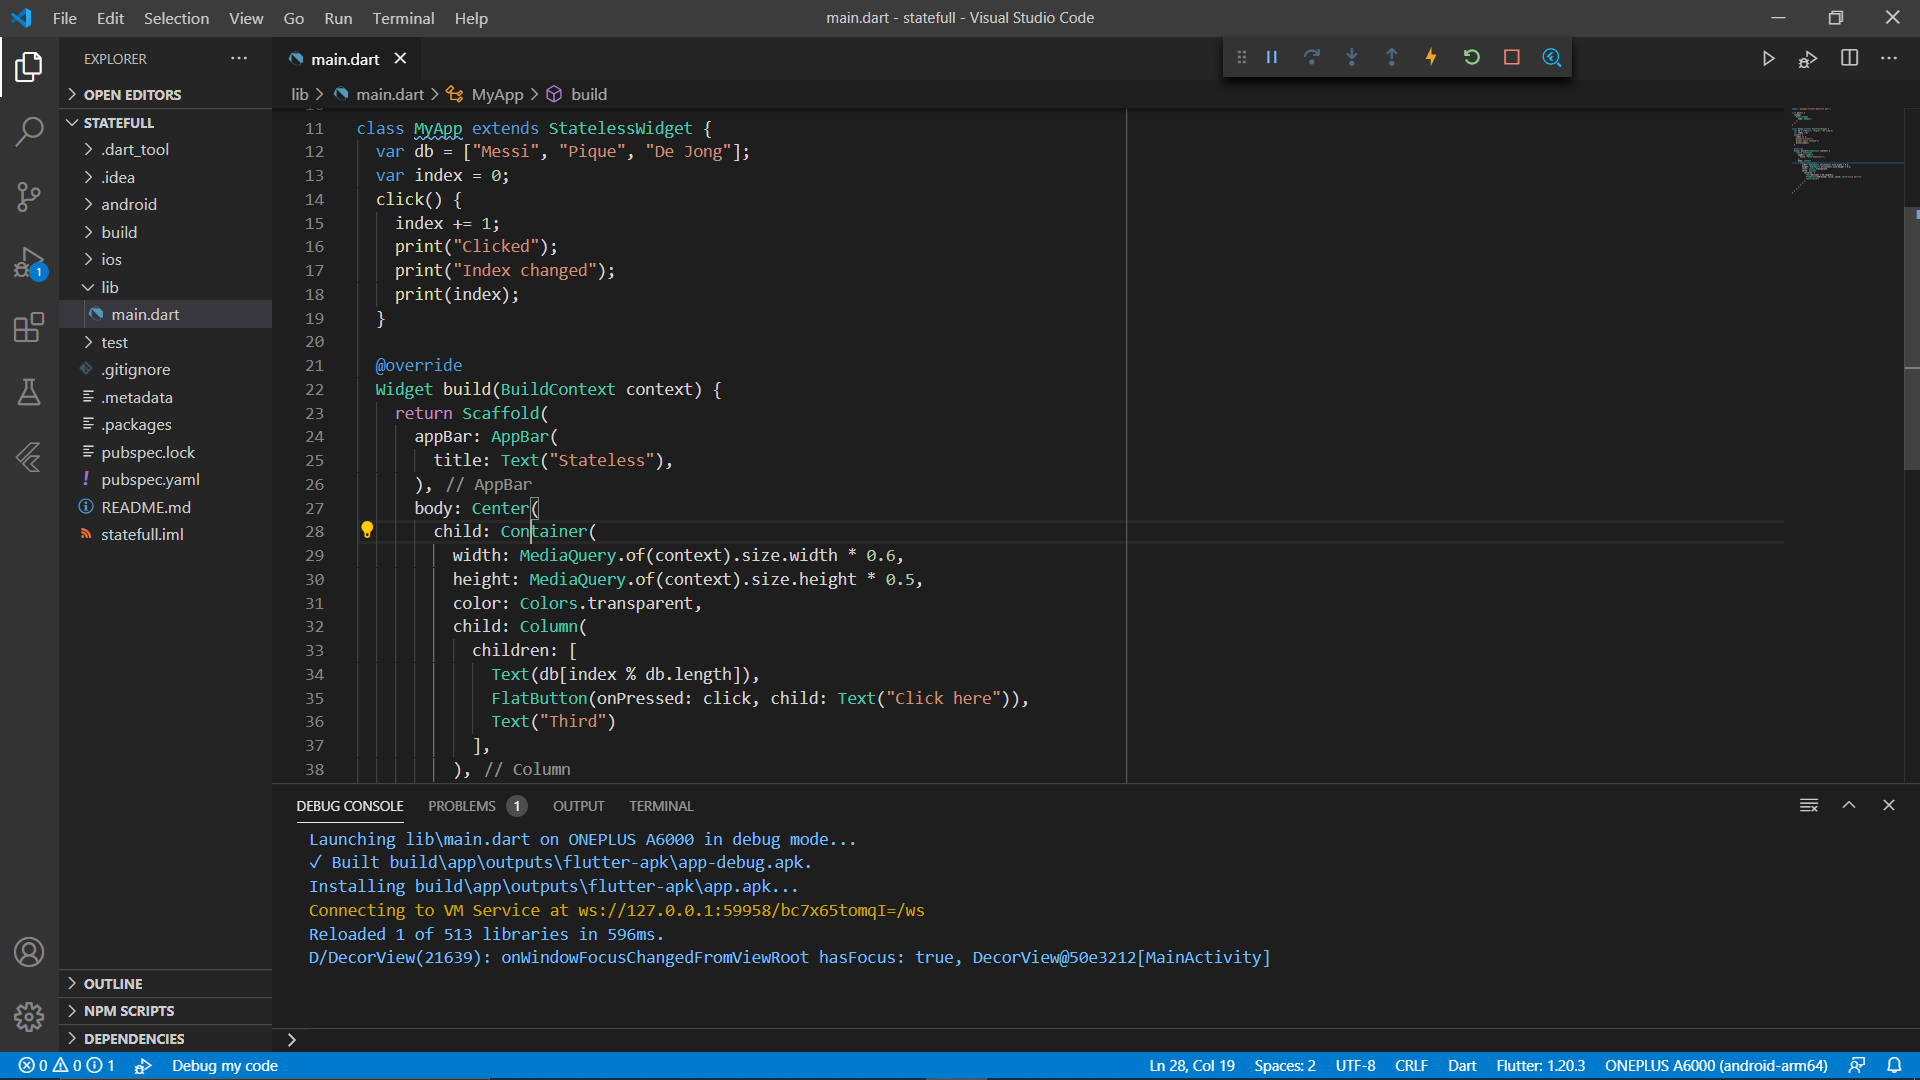 File Edit Selection View Go Run Terminal Help
main.dart - statefull - Visual Studio Code
EXPLORER
OPEN EDITORS
STATEFULL
.dart_tool
.idea
android
build
ios
lib
main.dart
test
.gitignore
.metadata
.packages
pubspec.lock
pubspec.yaml
README.md
statefull.iml
OUTLINE
NPM SCRIPTS
DEPENDENCIES
1
main.dart
lib > main.dart > MyApp > build
11 class MyApp extends StatelessWidget {
12 var db = ["Messi", "Pique", "De Jong"];
13 var index = 0;
14 click() {
15 index += 1;
16 print("Clicked");
17 print("Index changed");
18 print(index);
19 }
20
21 @override
22 Widget build(BuildContext context) {
23 return Scaffold(
24 appBar: AppBar(
25 title: Text("Stateless"),
26 ), // AppBar
27 body: Center(
28 child: Container(
29 width: MediaQuery.of(context).size.width * 0.6,
30 height: MediaQuery.of(context).size.height * 0.5,
31 color: Colors.transparent,
32 child: Column(
33 children: [
34 Text(db[index % db.length]),
35 FlatButton(onPressed: click, child: Text("Click here")),
36 Text("Third")
37 ],
38 ), // Column
DEBUG CONSOLE PROBLEMS 1 OUTPUT TERMINAL
Launching lib\main.dart on ONEPLUS A6000 in debug mode...
✓ Built build\app\outputs\flutter-apk\app-debug.apk.
Installing build\app\outputs\flutter-apk\app.apk...
Connecting to VM Service at ws://127.0.0.1:59958/bc7x65tomqI=/ws
Reloaded 1 of 513 libraries in 596ms.
D/DecorView(21639): onWindowFocusChangedFromViewRoot hasFocus: true, DecorView@50e3212[MainActivity]
0 0 1 Debug my code Ln 28, Col 19 Spaces: 2 UTF-8 CRLF Dart Flutter: 1.20.3 ONEPLUS A6000 (android-arm64)